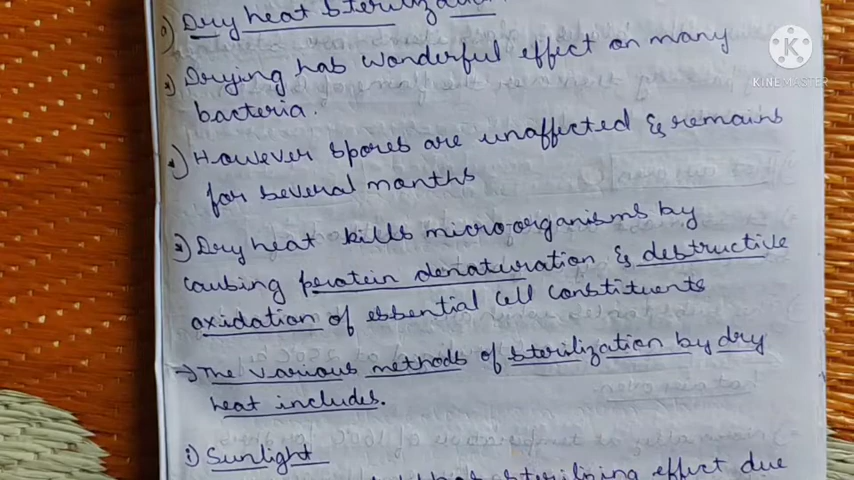 1) Dry heat sterilization
2) Drying has wonderful effect on many
bacteria.
However spores are unaffected & remains
for several months
Dry heat kills micro-organisms by
causing protein denaturation & destructive
oxidation of essential cell constituents
→ The various methods of sterilization by dry
heat includes.
i) Sunlight
sterilizing effect due
K
KINEMASTER